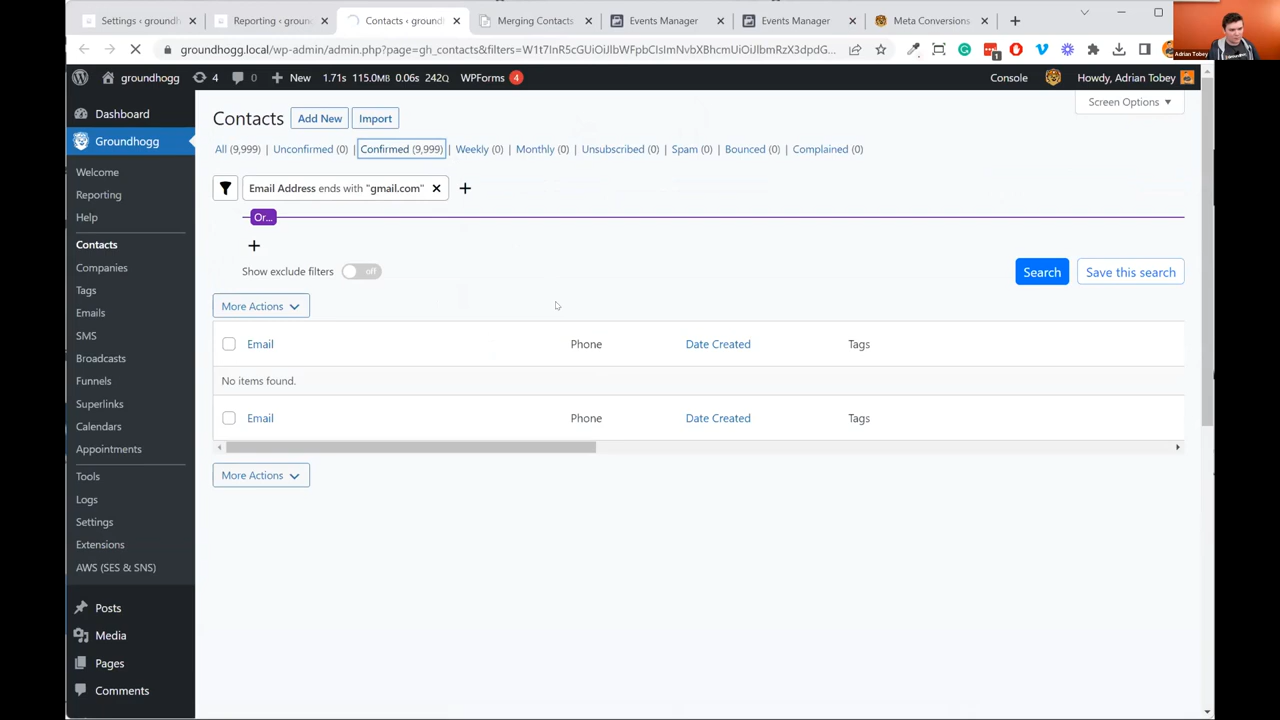 Settings ‹ groundh
Reporting ‹ groun
Contacts ‹ groundl
Merging Contacts
Events Manager
Events Manager
Meta Conversions
groundhogg.local/wp-admin/admin.php?page=gh_contacts&filters=W1t7InR5cGUiOiJlbWFpbCIsImNvbXBhcmUiOiJlbmRzX3dpdG...
Adrian Tobey
groundhogg
4
0
New
1.71s 115.0MB 0.06s 242Q
WPForms 4
Console
Howdy, Adrian Tobey
Dashboard
Groundhogg
Welcome
Reporting
Help
Contacts
Companies
Tags
Emails
SMS
Broadcasts
Funnels
Superlinks
Calendars
Appointments
Tools
Logs
Settings
Extensions
AWS (SES & SNS)
Posts
Media
Pages
Comments
Screen Options
Contacts Add New Import
All (9,999) | Unconfirmed (0) | Confirmed (9,999) | Weekly (0) | Monthly (0) | Unsubscribed (0) | Spam (0) | Bounced (0) | Complained (0)
Email Address ends with "gmail.com"
Or...
Show exclude filters off
Search Save this search
More Actions
Email Phone Date Created Tags
No items found.
Email Phone Date Created Tags
More Actions